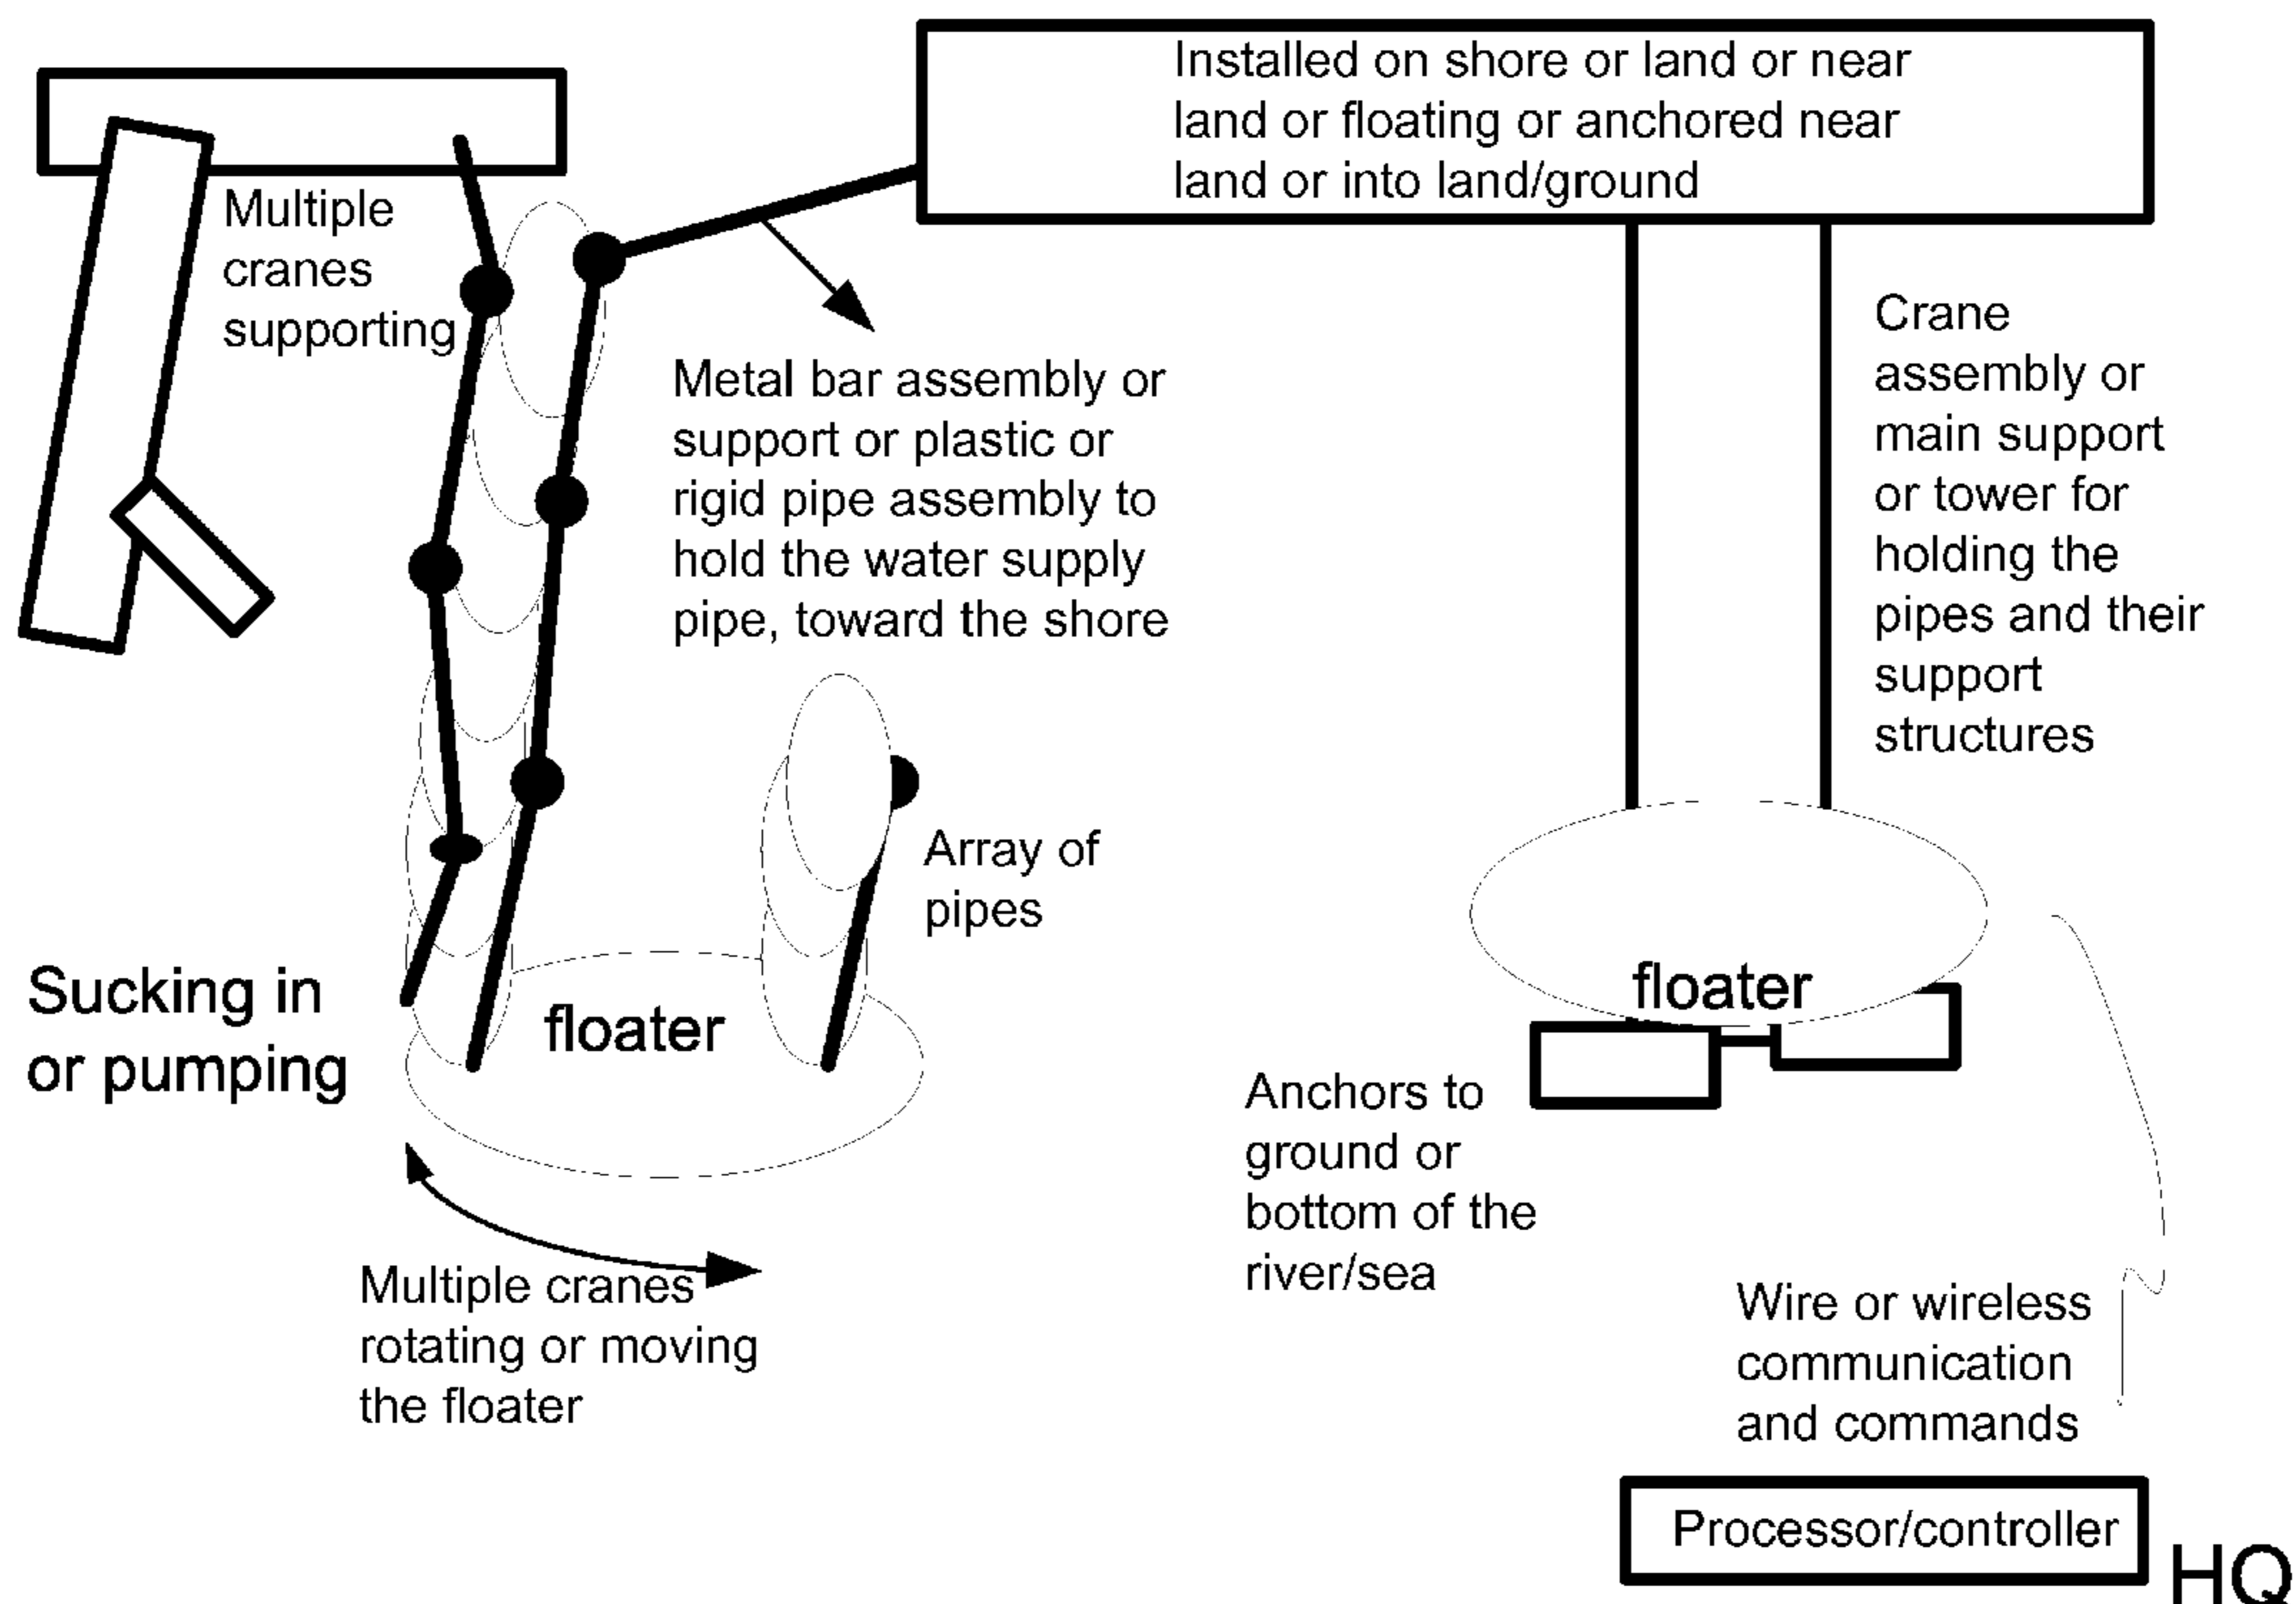 Installed on shore or land or near
land or floating or anchored near
land or into land/ground
Multiple
cranes
supporting
Metal bar assembly or
support or plastic or
rigid pipe assembly to
hold the water supply
pipe, toward the shore
Crane
assembly or
main support
or tower for
holding the
pipes and their
support
structures
Array of
pipes
Sucking in
or pumping
floater
floater
Anchors to
ground or
bottom of the
river/sea
Multiple cranes
rotating or moving
the floater
Wire or wireless
communication
and commands
Processor/controller
HQ